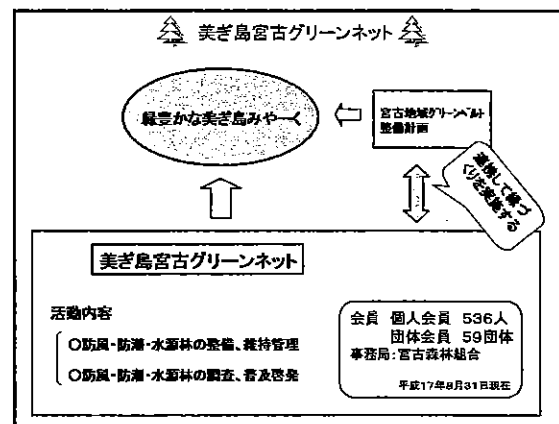 美ぎ島宮古グリーンネット
緑豊かな美ぎ島みやーく
宮古地域グリーンベルト
整備計画
連携して緑づ
くりを実施する
美ぎ島宮古グリーンネット
活動内容
○防風・防潮・水源林の整備、維持管理
○防風・防潮・水源林の調査、普及啓発
会員 個人会員 536人
団体会員 59団体
事務局:宮古森林組合
平成17年8月31日現在